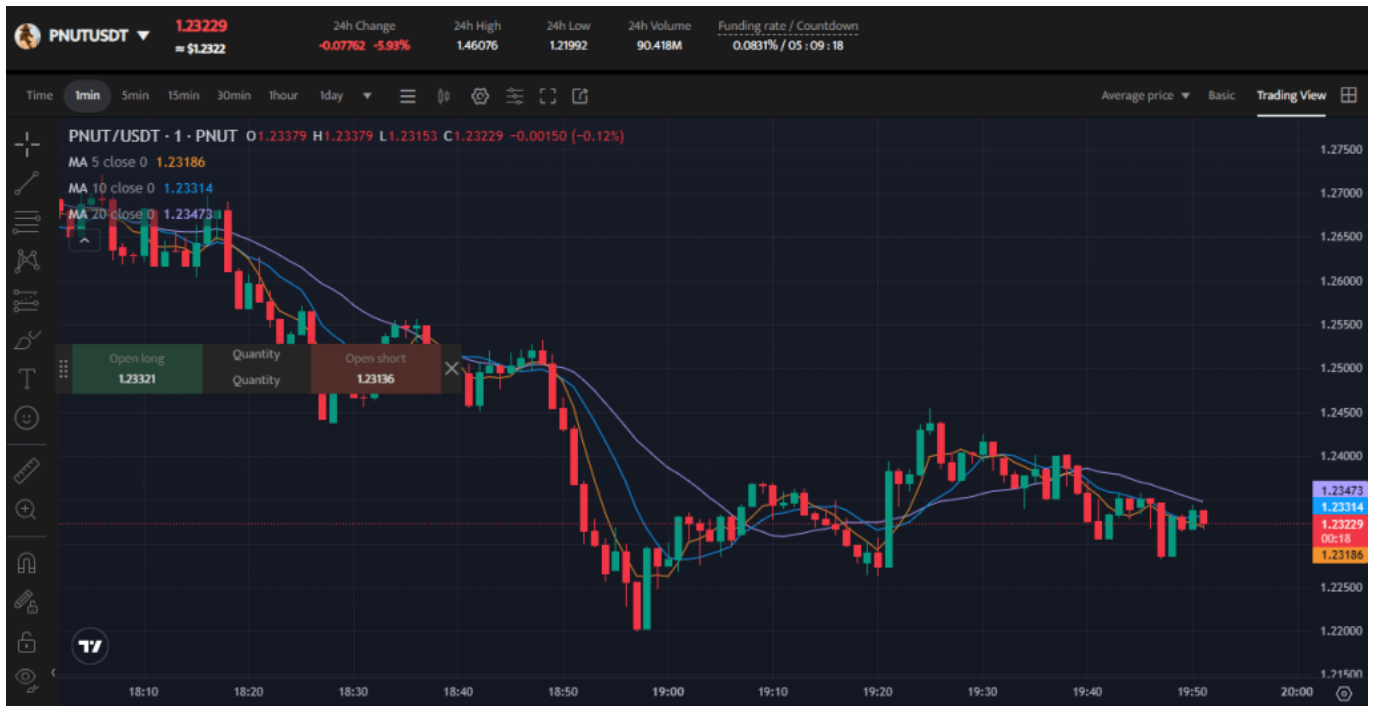 PNUTUSDT 1.23229 ≈ $1.2322
24h Change -0.07762 -5.93%
24h High 1.46076
24h Low 1.21992
24h Volume 90.418M
Funding rate / Countdown 0.0831% / 05 : 09 : 18
Time 1min 5min 15min 30min 1hour 1day Average price Basic Trading View
PNUT/USDT · 1 · PNUT O1.23379 H1.23379 L1.23153 C1.23229 −0.00150 (−0.12%)
MA 5 close 0 1.23186
MA 10 close 0 1.23314
MA 20 close 0 1.23473
Open long Quantity Open short
1.23321 Quantity 1.23136
1.27500
1.27000
1.26500
1.26000
1.25500
1.25000
1.24500
1.24000
1.23473
1.23314
1.23229
00:18
1.23186
1.22500
1.22000
1.21500
18:10 18:20 18:30 18:40 18:50 19:00 19:10 19:20 19:30 19:40 19:50 20:00